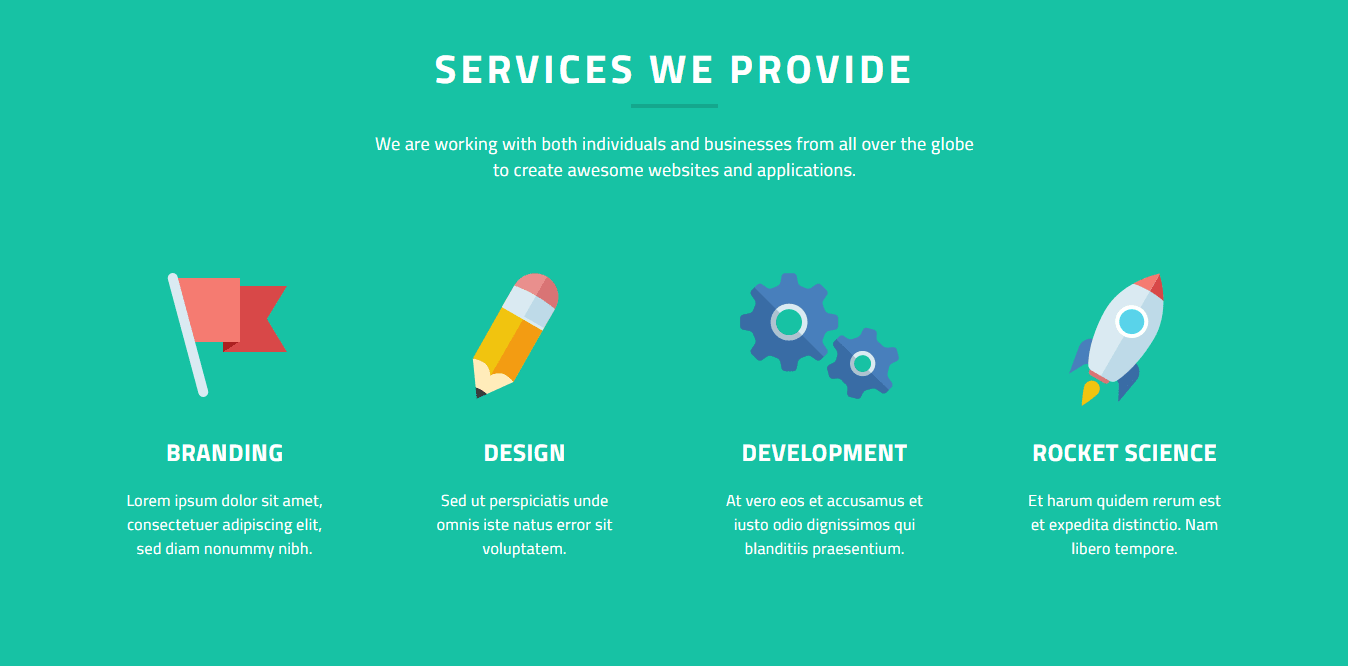 SERVICES WE PROVIDE
We are working with both individuals and businesses from all over the globe
to create awesome websites and applications.
BRANDING
Lorem ipsum dolor sit amet,
consectetuer adipiscing elit,
sed diam nonummy nibh.
DESIGN
Sed ut perspiciatis unde
omnis iste natus error sit
voluptatem.
DEVELOPMENT
At vero eos et accusamus et
iusto odio dignissimos qui
blanditiis praesentium.
ROCKET SCIENCE
Et harum quidem rerum est
et expedita distinctio. Nam
libero tempore.